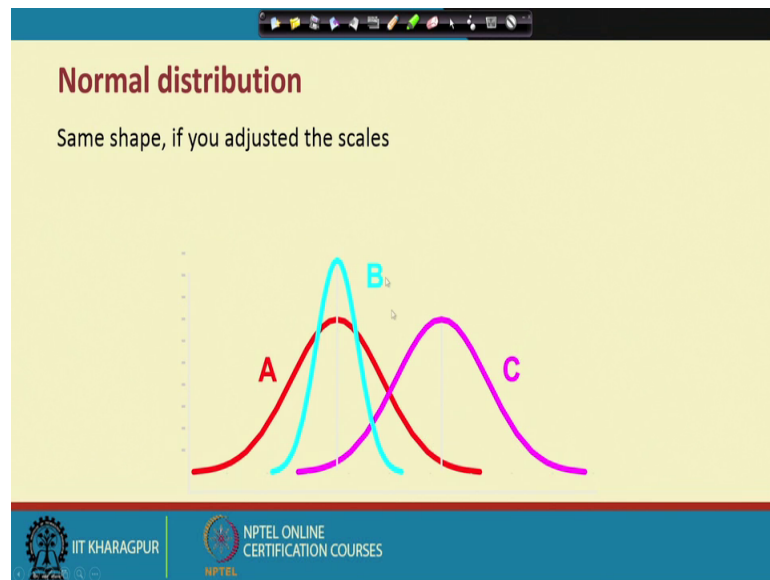 Normal distribution
Same shape, if you adjusted the scales
B
A
C
IIT KHARAGPUR
NPTEL
NPTEL ONLINE
CERTIFICATION COURSES